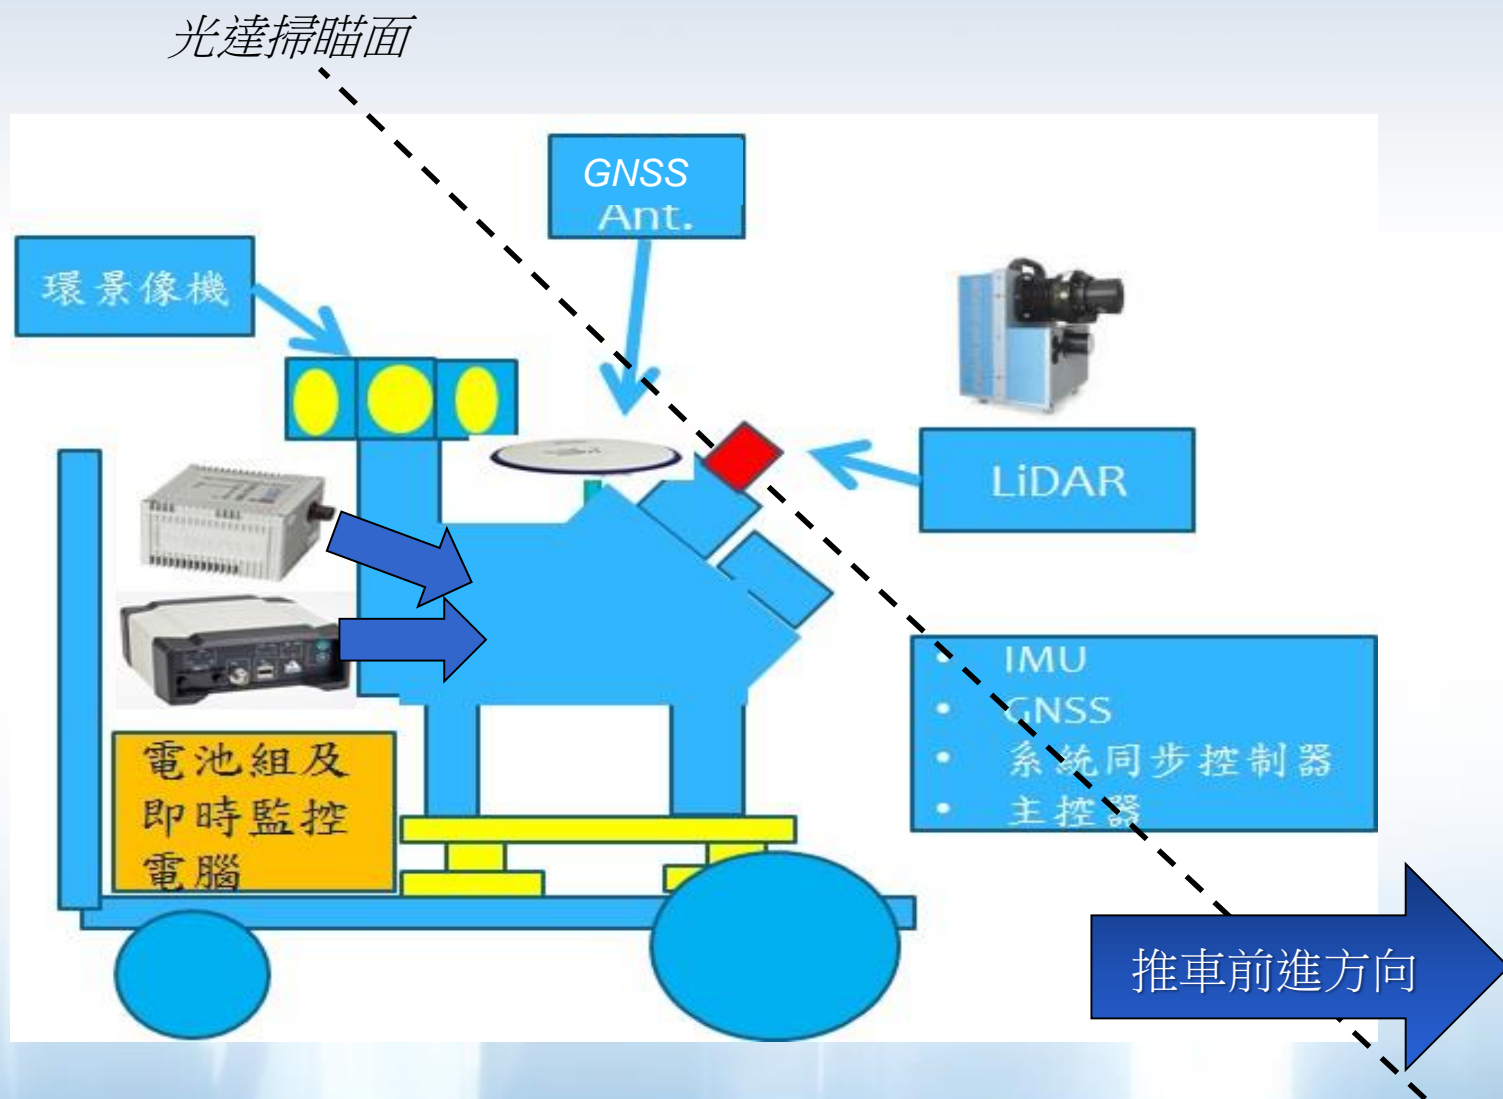 光達掃瞄面
GNSS
Ant.
環景像機
LiDAR
• IMU
• GNSS
• 系統同步控制器
• 主控器
電池組及
即時監控
電腦
推車前進方向